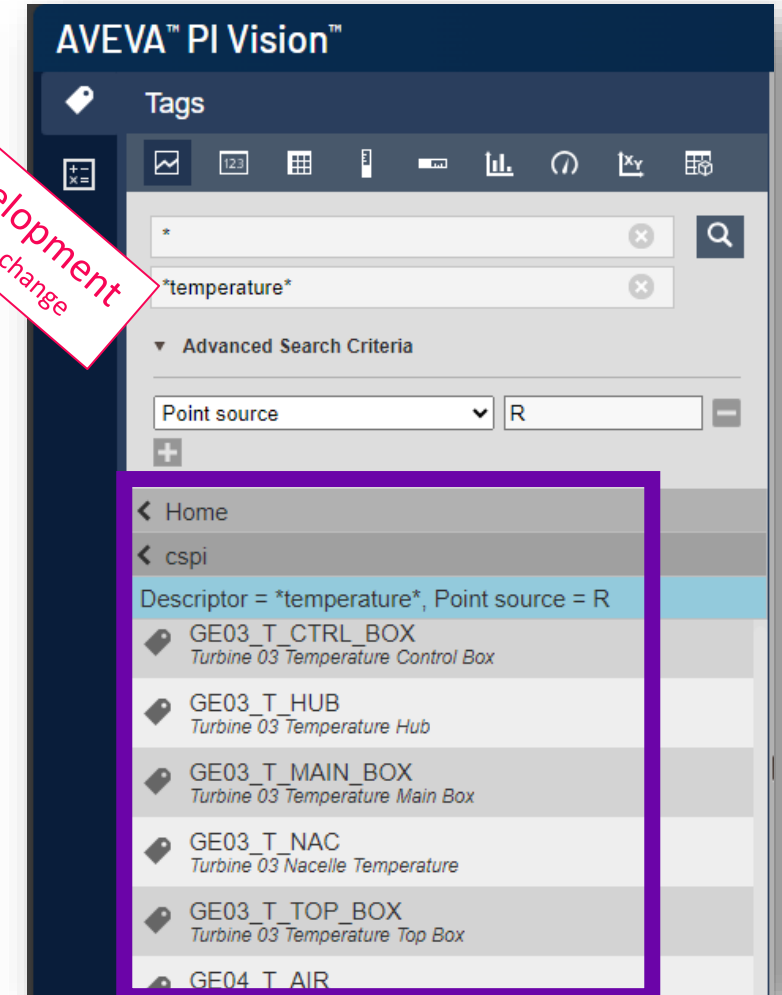 AVEVA™ PI Vision™
Tags
123
XY
*
*temperature*
change
Advanced Search Criteria
Point source
R
Home
cspi
Descriptor = *temperature*, Point source = R
GE03_T_CTRL_BOX
Turbine 03 Temperature Control Box
GE03_T_HUB
Turbine 03 Temperature Hub
GE03_T_MAIN_BOX
Turbine 03 Temperature Main Box
GE03_T_NAC
Turbine 03 Nacelle Temperature
GE03_T_TOP_BOX
Turbine 03 Temperature Top Box
GE04_T_AIR